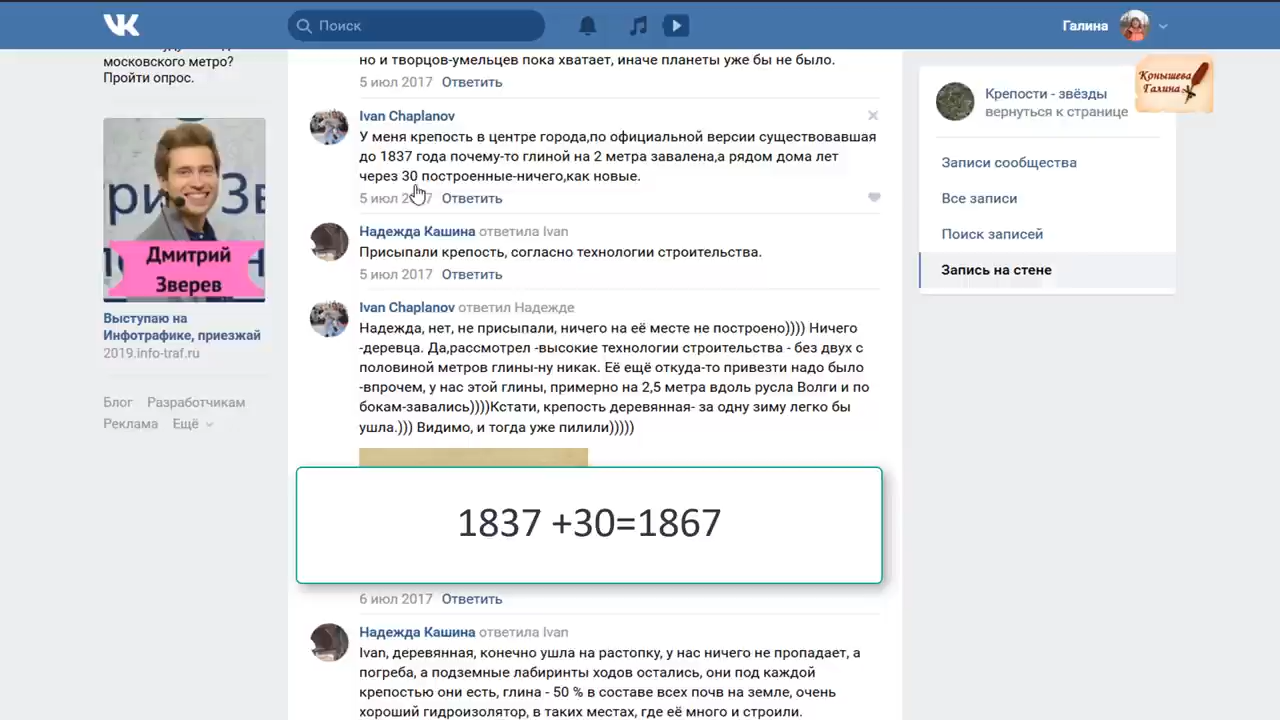 VK
Поиск
Галина
московского метро?
Пройти опрос.
Дмитрий
Зверев
Выступаю на
Инфотрафике, приезжай
2019.info-traf.ru
Блог Разработчикам
Реклама Ещё
но и творцов-умельцев пока хватает, иначе планеты уже бы не было.
5 июл 2017 Ответить
Ivan Chaplanov
У меня крепость в центре города,по официальной версии существовавшая
до 1837 года почему-то глиной на 2 метра завалена,а рядом дома лет
через 30 построенные-ничего,как новые.
5 июл 2017 Ответить
Надежда Кашина ответила Ivan
Присыпали крепость, согласно технологии строительства.
5 июл 2017 Ответить
Ivan Chaplanov ответил Надежде
Надежда, нет, не присыпали, ничего на её месте не построено)))) Ничего
-деревца. Да,рассмотрел -высокие технологии строительства - без двух с
половиной метров глины-ну никак. Её ещё откуда-то привезти надо было
-впрочем, у нас этой глины, примерно на 2,5 метра вдоль русла Волги и по
бокам-завались))))Кстати, крепость деревянная- за одну зиму легко бы
ушла.))) Видимо, и тогда уже пилили)))))
1837 +30=1867
6 июл 2017 Ответить
Надежда Кашина ответила Ivan
Ivan, деревянная, конечно ушла на растопку, у нас ничего не пропадает, а
погреба, а подземные лабиринты ходов остались, они под каждой
крепостью они есть, глина - 50 % в составе всех почв на земле, очень
хороший гидроизолятор, в таких местах, где её много и строили.
Конышева
Галина
Крепости - звёзды
вернуться к странице
Записи сообщества
Все записи
Поиск записей
Запись на стене